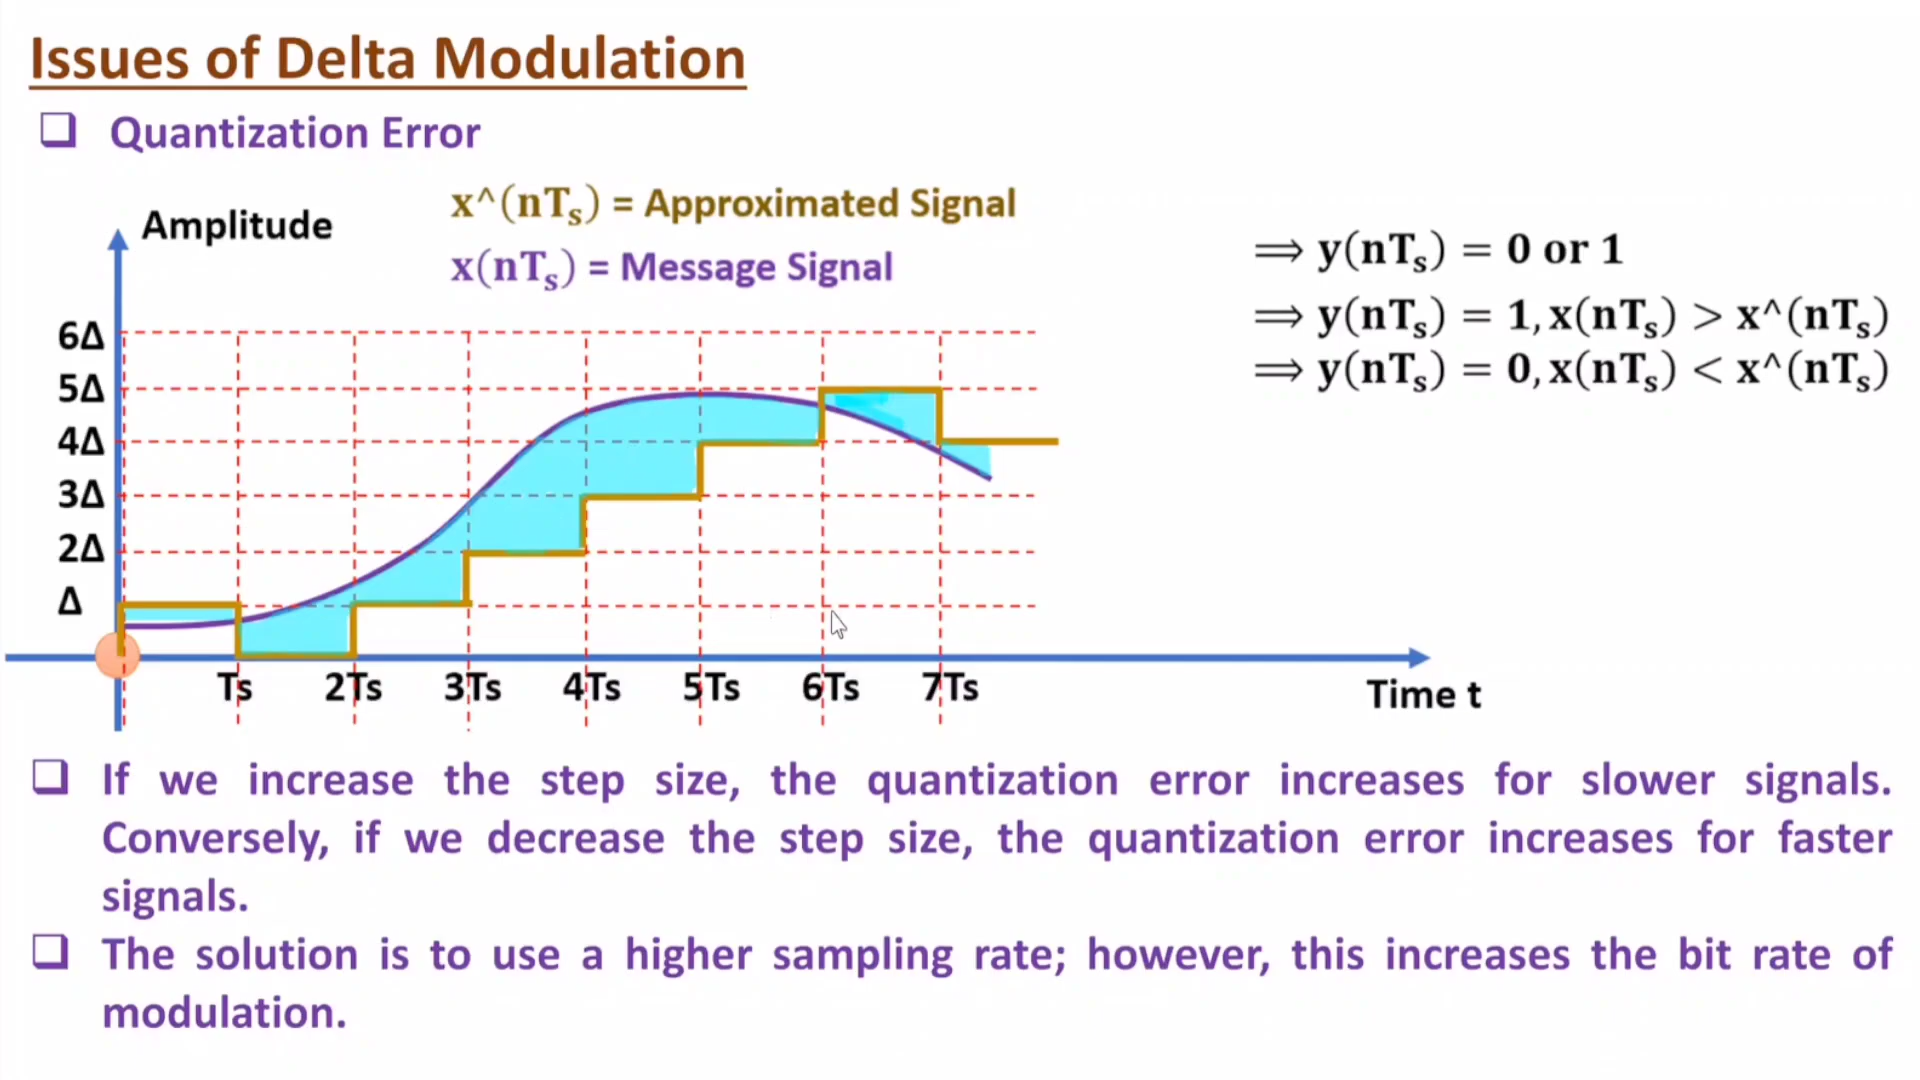 Issues of Delta Modulation
❑ Quantization Error
x^(nTₛ) = Approximated Signal
x(nTₛ) = Message Signal
Amplitude
6Δ
5Δ
4Δ
3Δ
2Δ
Δ
Ts 2Ts 3Ts 4Ts 5Ts 6Ts 7Ts
Time t
⟹ y(nTₛ) = 0 or 1
⟹ y(nTₛ) = 1, x(nTₛ) > x^(nTₛ)
⟹ y(nTₛ) = 0, x(nTₛ) < x^(nTₛ)
❑ If we increase the step size, the quantization error increases for slower signals.
Conversely, if we decrease the step size, the quantization error increases for faster
signals.
❑ The solution is to use a higher sampling rate; however, this increases the bit rate of
modulation.